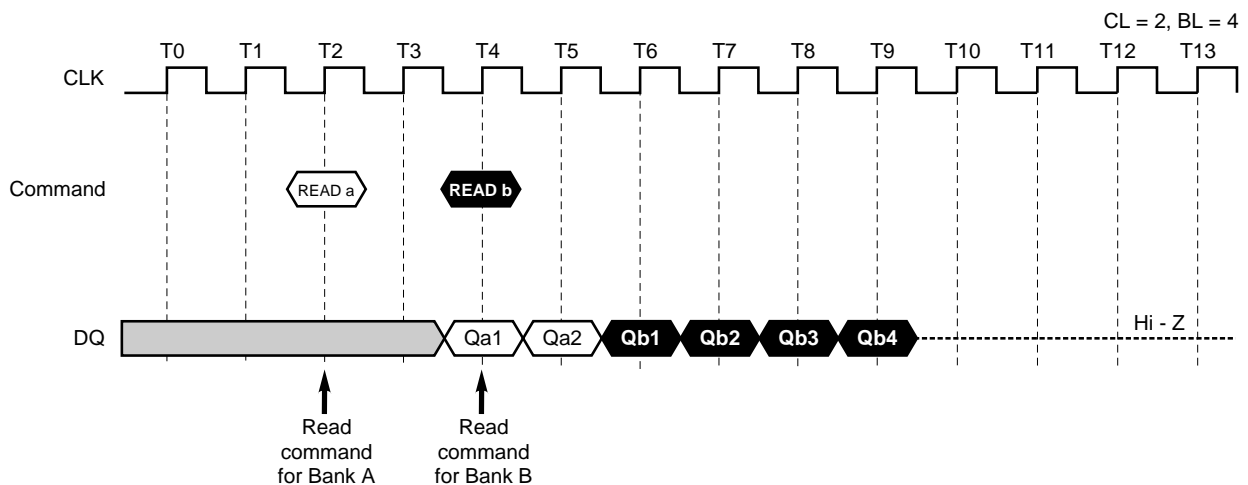 CL = 2, BL = 4
T0 T1 T2 T3 T4 T5 T6 T7 T8 T9 T10 T11 T12 T13
CLK
Command READ a READ b
DQ Qa1 Qa2 Qb1 Qb2 Qb3 Qb4 Hi - Z
Read command for Bank A
Read command for Bank B